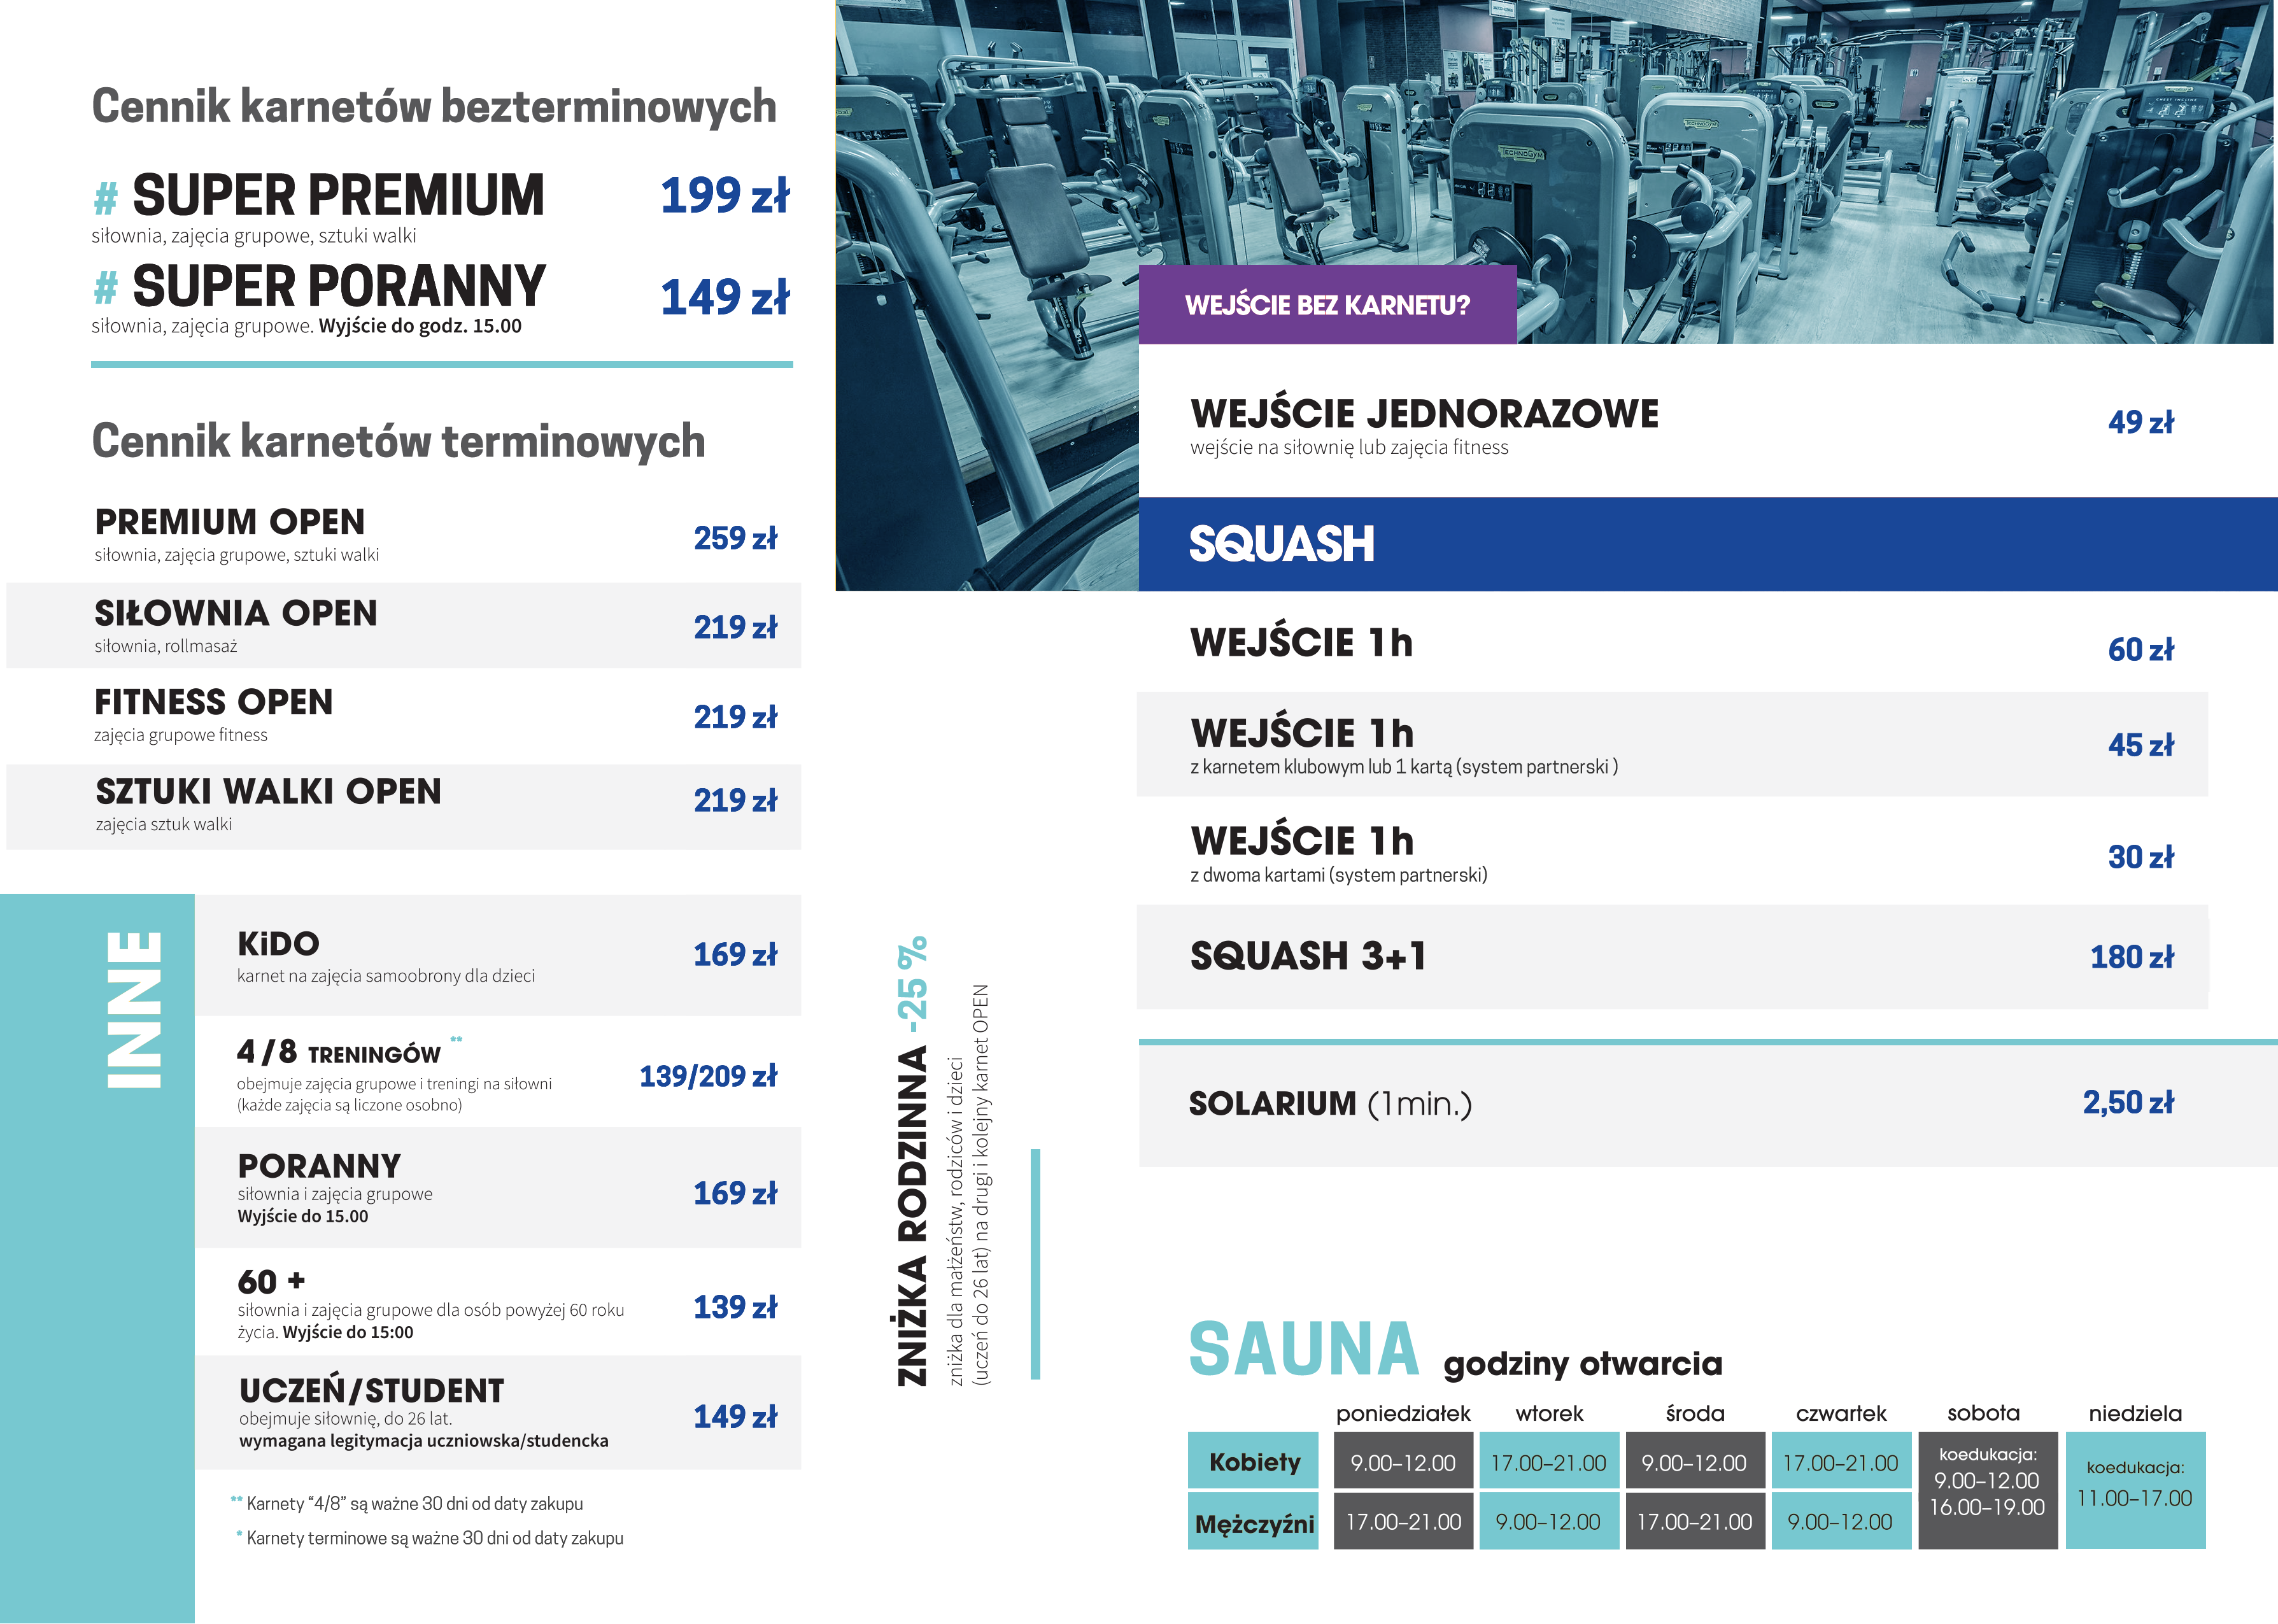 Cennik karnetów bezterminowych
# SUPER PREMIUM 199 zł
siłownia, zajęcia grupowe, sztuki walki
# SUPER PORANNY 149 zł
siłownia, zajęcia grupowe. Wyjście do godz. 15.00
Cennik karnetów terminowych
PREMIUM OPEN 259 zł
siłownia, zajęcia grupowe, sztuki walki
SIŁOWNIA OPEN 219 zł
siłownia, rollmasaż
FITNESS OPEN 219 zł
zajęcia grupowe fitness
SZTUKI WALKI OPEN 219 zł
zajęcia sztuk walki
INNE
KiDO 169 zł
karnet na zajęcia samoobrony dla dzieci
4/8 TRENINGÓW ** 139/209 zł
obejmuje zajęcia grupowe i treningi na siłowni
(każde zajęcia są liczone osobno)
PORANNY 169 zł
siłownia i zajęcia grupowe
Wyjście do 15.00
60 + 139 zł
siłownia i zajęcia grupowe dla osób powyżej 60 roku
życia. Wyjście do 15:00
UCZEŃ/STUDENT 149 zł
obejmuje siłownię, do 26 lat.
wymagana legitymacja uczniowska/studencka
** Karnety “4/8” są ważne 30 dni od daty zakupu
* Karnety terminowe są ważne 30 dni od daty zakupu
ZNIŻKA RODZINNA -25 %
zniżka dla małżeństw, rodziców i dzieci
(uczeń do 26 lat) na drugi i kolejny karnet OPEN
TECHNOGYM
WEJŚCIE BEZ KARNETU?
WEJŚCIE JEDNORAZOWE 49 zł
wejście na siłownię lub zajęcia fitness
SQUASH
WEJŚCIE 1h 60 zł
WEJŚCIE 1h 45 zł
z karnetem klubowym lub 1 kartą (system partnerski )
WEJŚCIE 1h 30 zł
z dwoma kartami (system partnerski)
SQUASH 3+1 180 zł
SOLARIUM (1min.) 2,50 zł
SAUNA godziny otwarcia
poniedziałek wtorek środa czwartek sobota niedziela
Kobiety 9.00–12.00 17.00–21.00 9.00–12.00 17.00–21.00
Mężczyźni 17.00–21.00 9.00–12.00 17.00–21.00 9.00–12.00
koedukacja:
9.00–12.00
16.00–19.00
koedukacja:
11.00–17.00